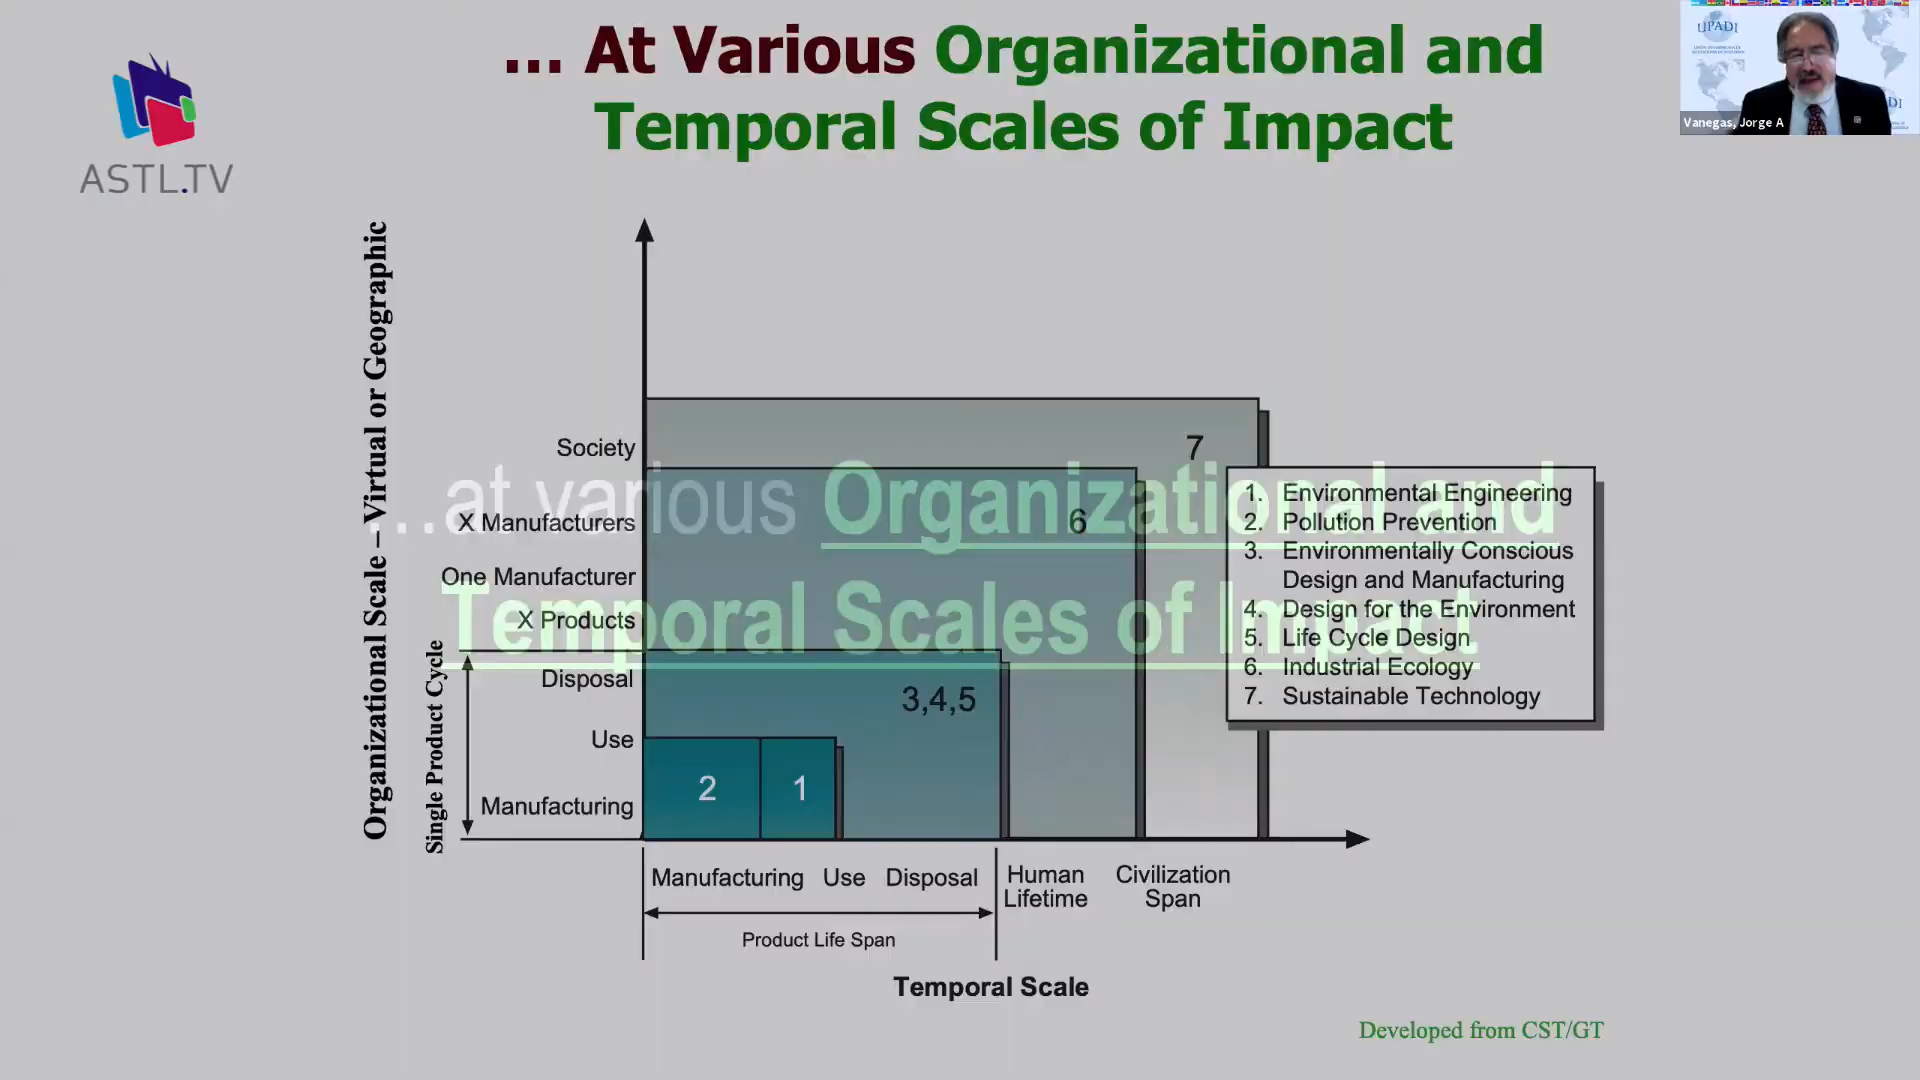 ... At Various Organizational and
Temporal Scales of Impact
ASTL.TV
UPADI
Vanegas, Jorge A
Organizational Scale – Virtual or Geographic
Single Product Cycle
Society
X Manufacturers
One Manufacturer
X Products
Disposal
Use
Manufacturing
7
6
3,4,5
2
1
...at various Organizational and
Temporal Scales of Impact
1. Environmental Engineering
2. Pollution Prevention
3. Environmentally Conscious
Design and Manufacturing
4. Design for the Environment
5. Life Cycle Design
6. Industrial Ecology
7. Sustainable Technology
Manufacturing Use Disposal
Human
Lifetime
Civilization
Span
Product Life Span
Temporal Scale
Developed from CST/GT